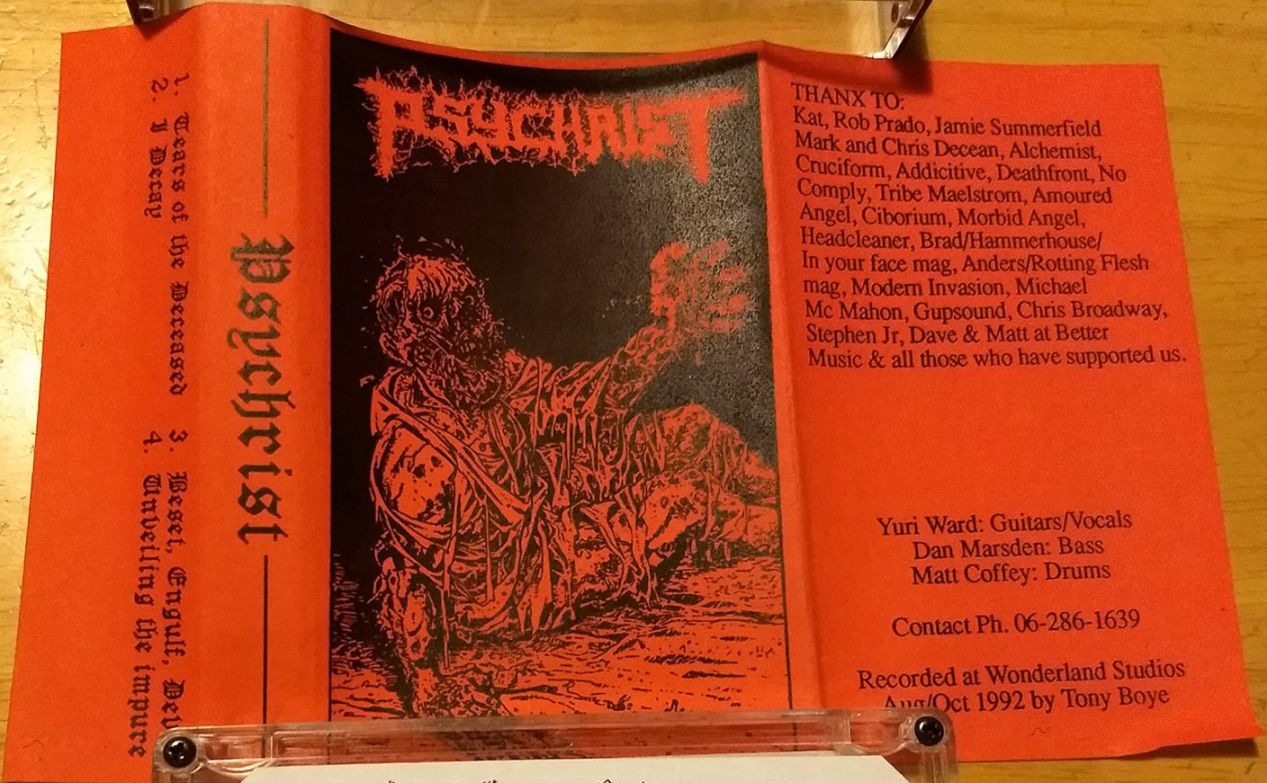 1. Tears of the Deceased
2. I Decay
3. Beset, Engulf,
4. Unveiling the impure
Psychrist
PSYCHRIST
THANX TO:
Kat, Rob Prado, Jamie Summerfield
Mark and Chris Decean, Alchemist,
Cruciform, Addicitive, Deathfront, No
Comply, Tribe Maelstrom, Amoured
Angel, Ciborium, Morbid Angel,
Headcleaner, Brad/Hammerhouse/
In your face mag, Anders/Rotting Flesh
mag, Modern Invasion, Michael
Mc Mahon, Gupsound, Chris Broadway,
Stephen Jr, Dave & Matt at Better
Music & all those who have supported us.
Yuri Ward: Guitars/Vocals
Dan Marsden: Bass
Matt Coffey: Drums
Contact Ph. 06-286-1639
Recorded at Wonderland Studios
Aug/Oct 1992 by Tony Boye